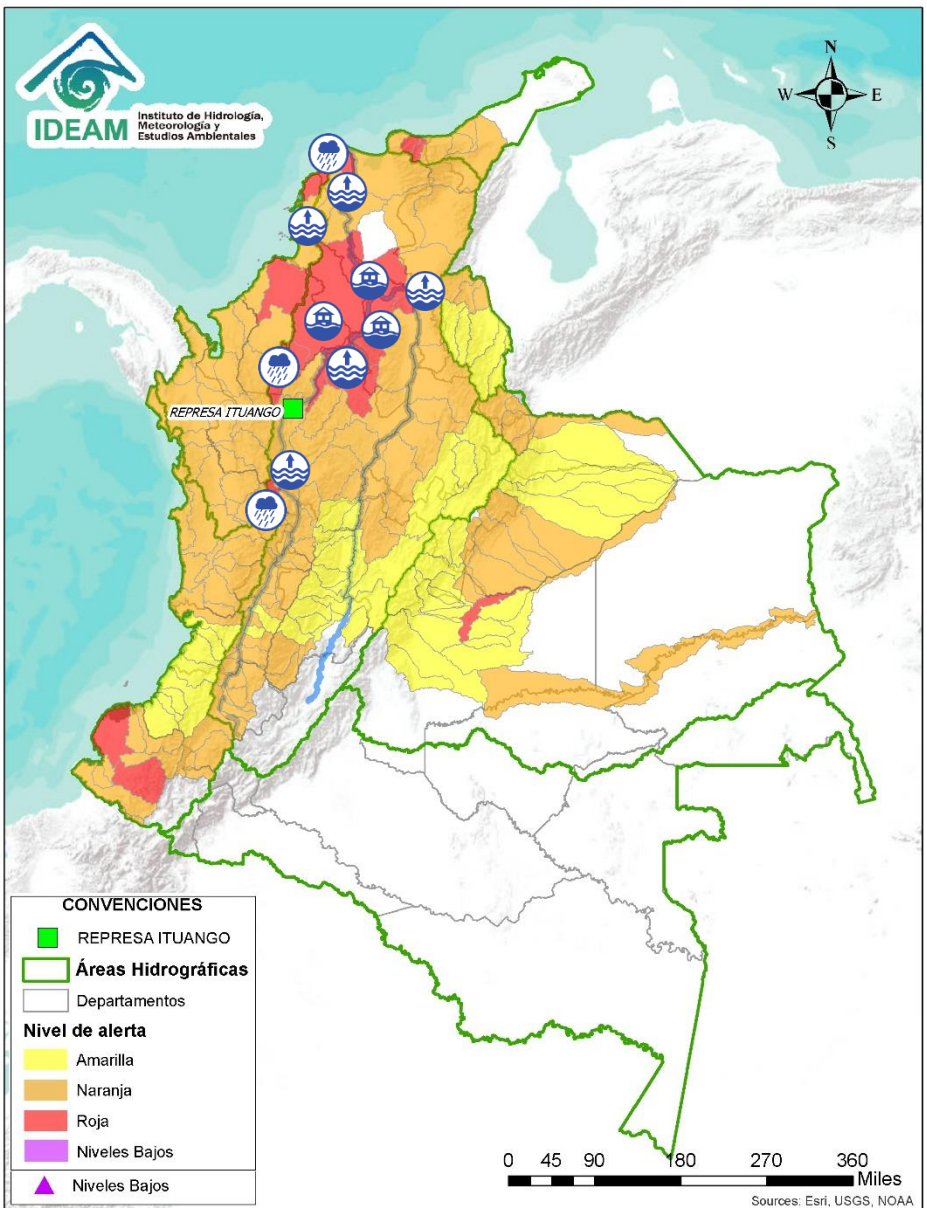 IDEAM
Instituto de Hidrología,
Meteorología y
Estudios Ambientales
N
W E
S
REPRESA ITUANGO
CONVENCIONES
REPRESA ITUANGO
Áreas Hidrográficas
Departamentos
Nivel de alerta
Amarilla
Naranja
Roja
Niveles Bajos
Niveles Bajos
0 45 90 180 270 360
Miles
Sources: Esri, USGS, NOAA